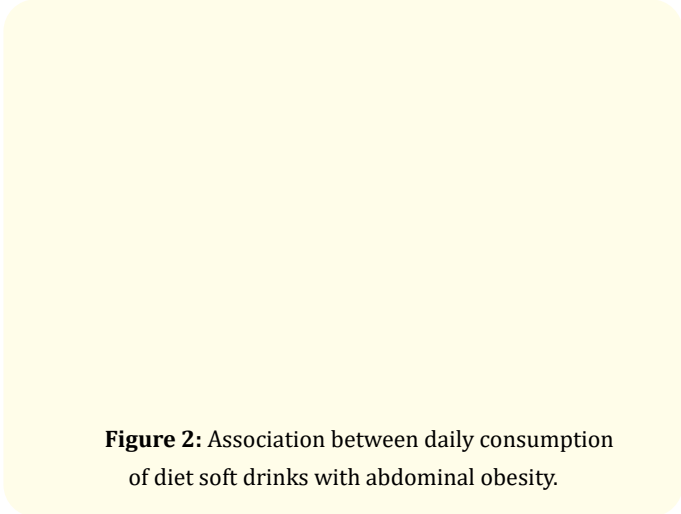 Figure 2: Association between daily consumption
of diet soft drinks with abdominal obesity.